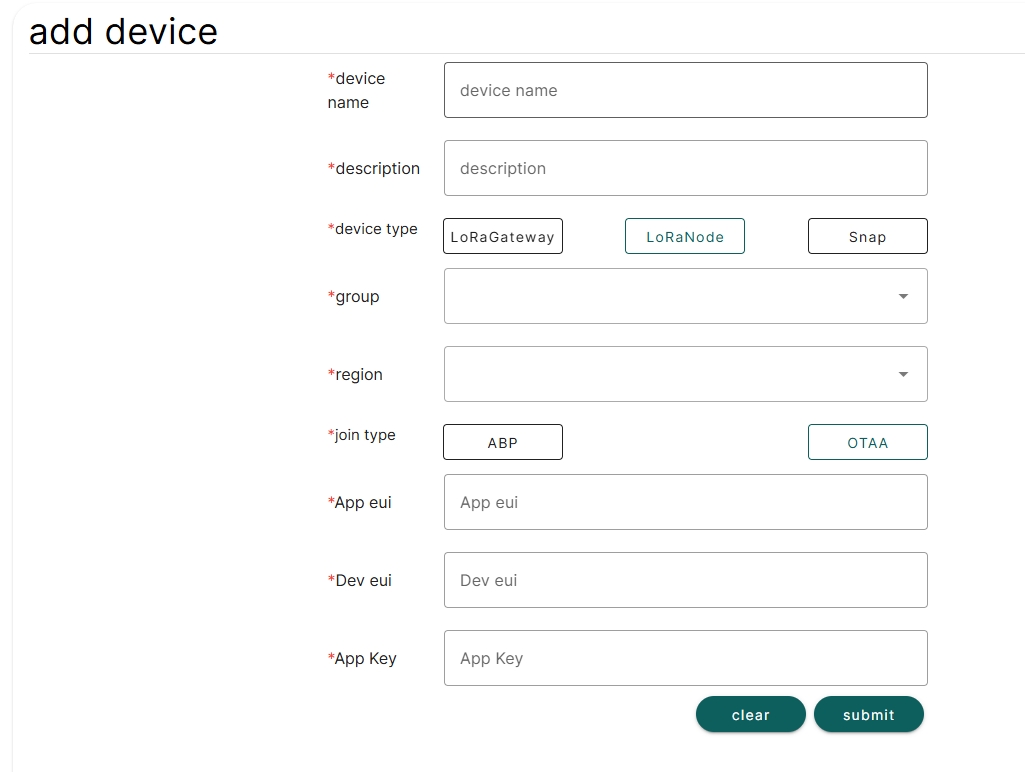 add device
*device
name
device name
*description
description
*device type
LoRaGateway
LoRaNode
Snap
*group
*region
*join type
ABP
OTAA
*App eui
App eui
*Dev eui
Dev eui
*App Key
App Key
clear
submit